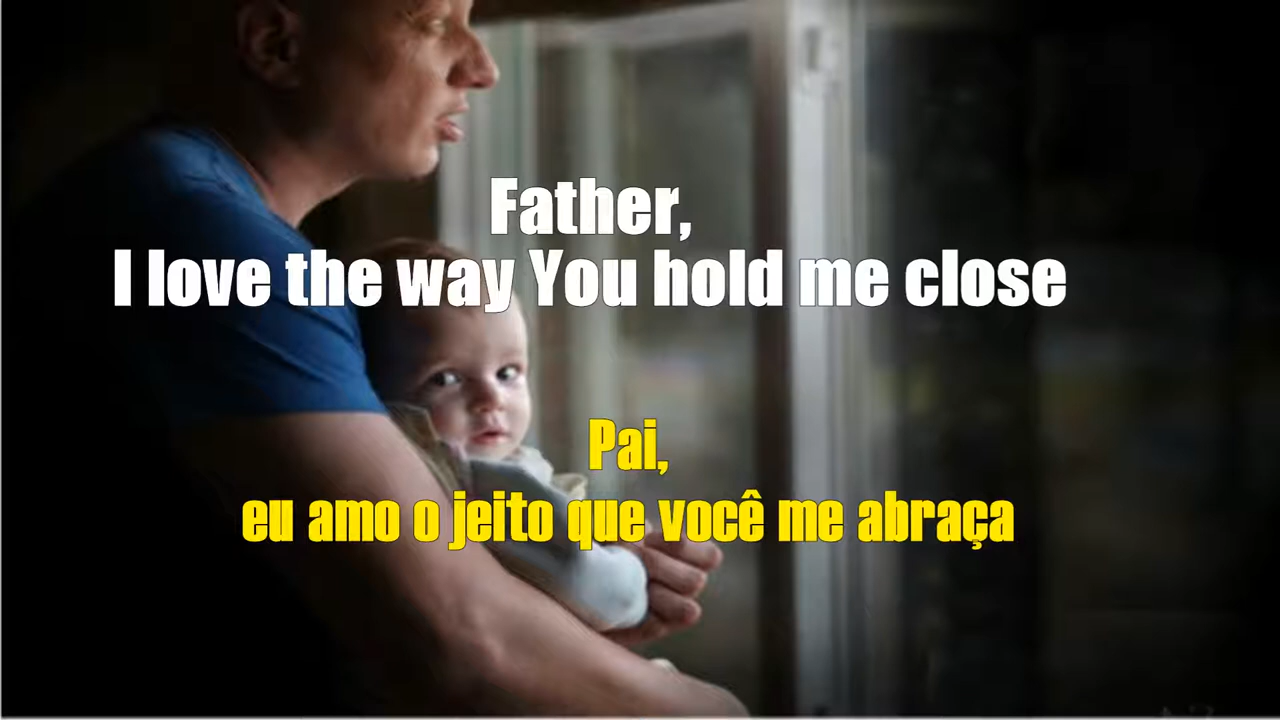 Father,
I love the way You hold me close
Pai,
eu amo o jeito que você me abraça